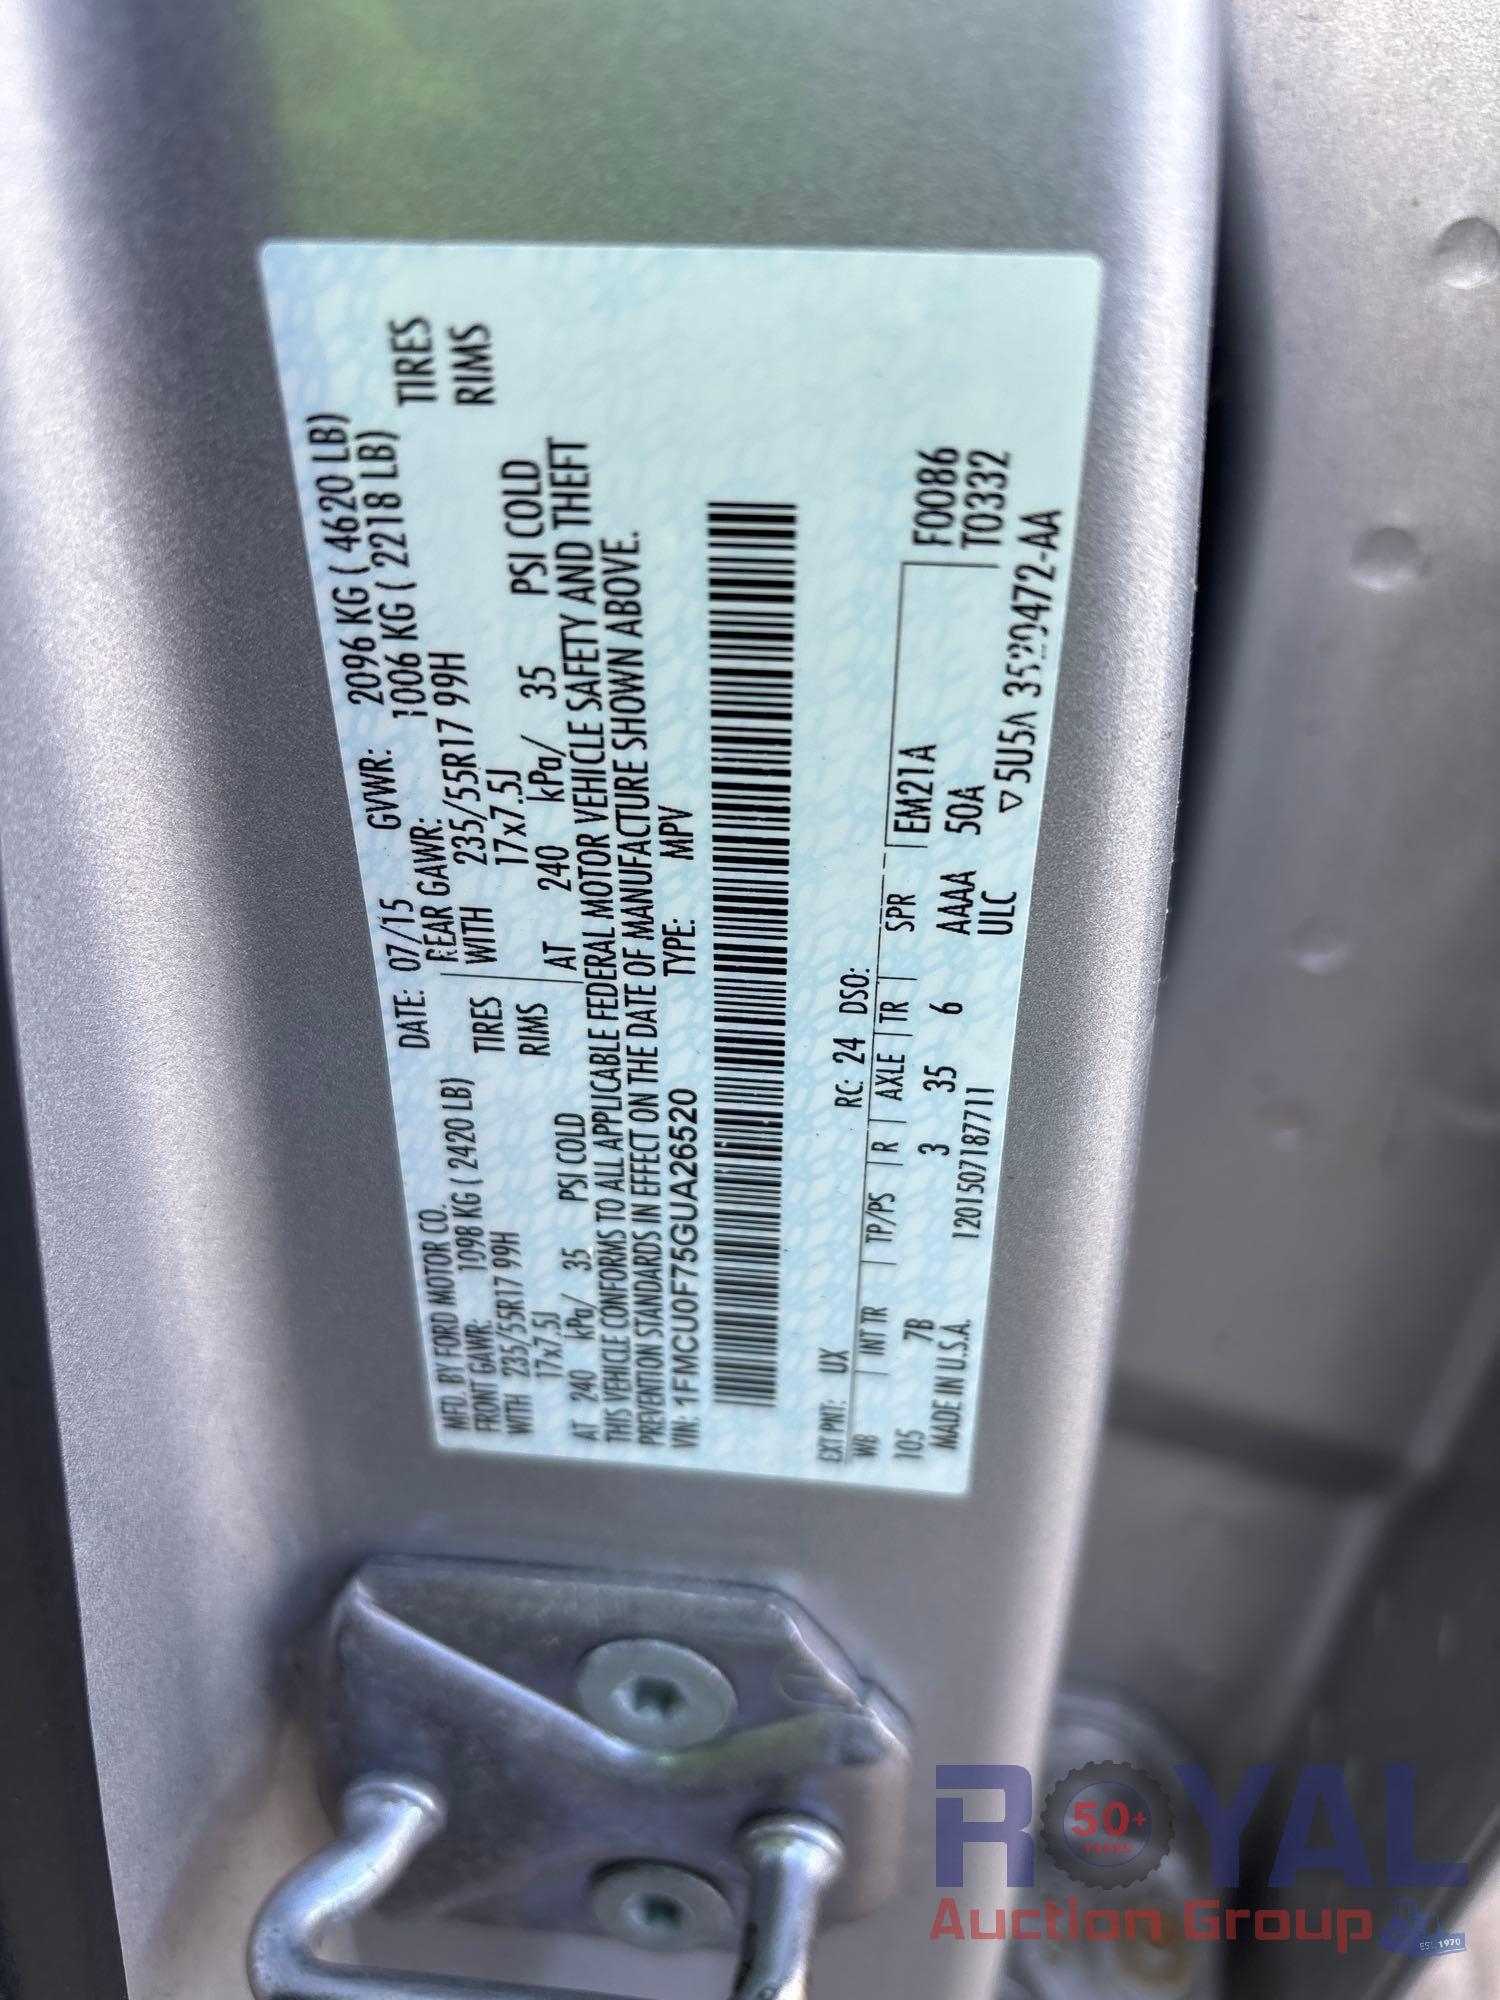 MFD. BY FORD MOTOR CO. DATE: 07/15 GVWR: 2096 KG ( 4620 LB)
FRONT GAWR: 1098 KG ( 2420 LB) REAR GAWR: 1006 KG ( 2218 LB)
WITH 235/55R17 99H TIRES WITH 235/55R17 99H TIRES
17x7.5J RIMS 17x7.5J RIMS
AT 240 kPa/ 35 PSI COLD AT 240 kPa/ 35 PSI COLD
THIS VEHICLE CONFORMS TO ALL APPLICABLE FEDERAL MOTOR VEHICLE SAFETY AND THEFT
PREVENTION STANDARDS IN EFFECT ON THE DATE OF MANUFACTURE SHOWN ABOVE.
VIN: 1FMCU0F75GUA26520 TYPE: MPV
EXT PNT: UX RC: 24 DSO:
WB INT TR TP/PS R AXLE TR SPR EM21A F0086
105 7B 3 35 6 AAAA 50A T0332
MADE IN U.S.A. 1201507187711 ULC ▽ 5U5A 3520472-AA
ROYAL
50+
YEARS
Auction Group
EST. 1970